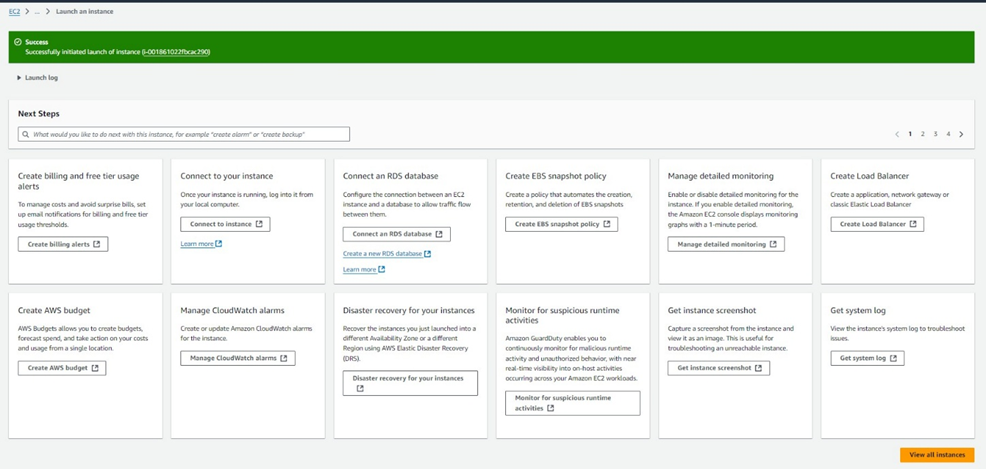 EC2 > ... > Launch an instance
Success
Successfully initiated launch of instance (i-001861022fbcac290)
Launch log
Next Steps
What would you like to do next with this instance, for example "create alarm" or "create backup"
1 2 3 4
Create billing and free tier usage
alerts
To manage costs and avoid surprise bills, set
up email notifications for billing and free tier
usage thresholds.
Create billing alerts
Connect to your instance
Once your instance is running, log into it from
your local computer.
Connect to instance
Learn more
Connect an RDS database
Configure the connection between an EC2
instance and a database to allow traffic flow
between them.
Connect an RDS database
Create a new RDS database
Learn more
Create EBS snapshot policy
Create a policy that automates the creation,
retention, and deletion of EBS snapshots
Create EBS snapshot policy
Manage detailed monitoring
Enable or disable detailed monitoring for the
instance. If you enable detailed monitoring,
the Amazon EC2 console displays monitoring
graphs with a 1-minute period.
Manage detailed monitoring
Create Load Balancer
Create a application, network gateway or
classic Elastic Load Balancer
Create Load Balancer
Create AWS budget
AWS Budgets allows you to create budgets,
forecast spend, and take action on your costs
and usage from a single location.
Create AWS budget
Manage CloudWatch alarms
Create or update Amazon CloudWatch alarms
for the instance.
Manage CloudWatch alarms
Disaster recovery for your instances
Recover the instances you just launched into a
different Availability Zone or a different
Region using AWS Elastic Disaster Recovery
(DRS).
Disaster recovery for your instances
Monitor for suspicious runtime
activities
Amazon GuardDuty enables you to
continuously monitor for malicious runtime
activity and unauthorized behavior, with near
real-time visibility into on-host activities
occurring across your Amazon EC2 workloads.
Monitor for suspicious runtime
activities
Get instance screenshot
Capture a screenshot from the instance and
view it as an image. This is useful for
troubleshooting an unreachable instance.
Get instance screenshot
Get system log
View the instance's system log to troubleshoot
issues.
Get system log
View all instances